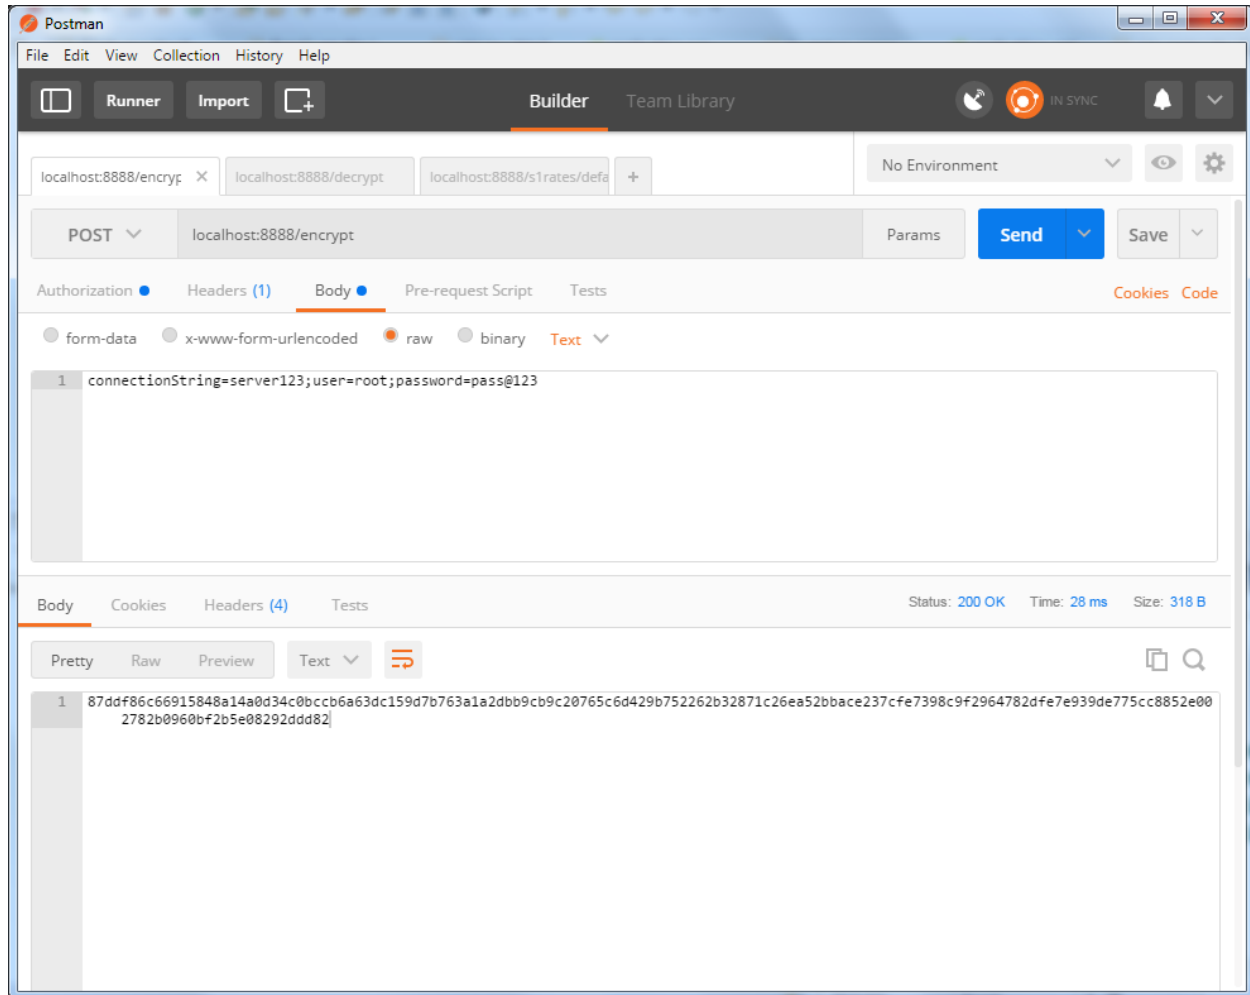 Postman
File Edit View Collection History Help
Runner Import Builder Team Library IN SYNC
localhost:8888/encryp localhost:8888/decrypt localhost:8888/s1rates/defa + No Environment
POST localhost:8888/encrypt Params Send Save
Authorization Headers (1) Body Pre-request Script Tests Cookies Code
form-data x-www-form-urlencoded raw binary Text
1 connectionString=server123;user=root;password=pass@123
Body Cookies Headers (4) Tests Status: 200 OK Time: 28 ms Size: 318 B
Pretty Raw Preview Text
1 87ddf86c66915848a14a0d34c0bccb6a63dc159d7b763a1a2dbb9cb9c20765c6d429b752262b32871c26ea52bbace237cfe7398c9f2964782dfe7e939de775cc8852e00
2782b0960bf2b5e08292ddd82